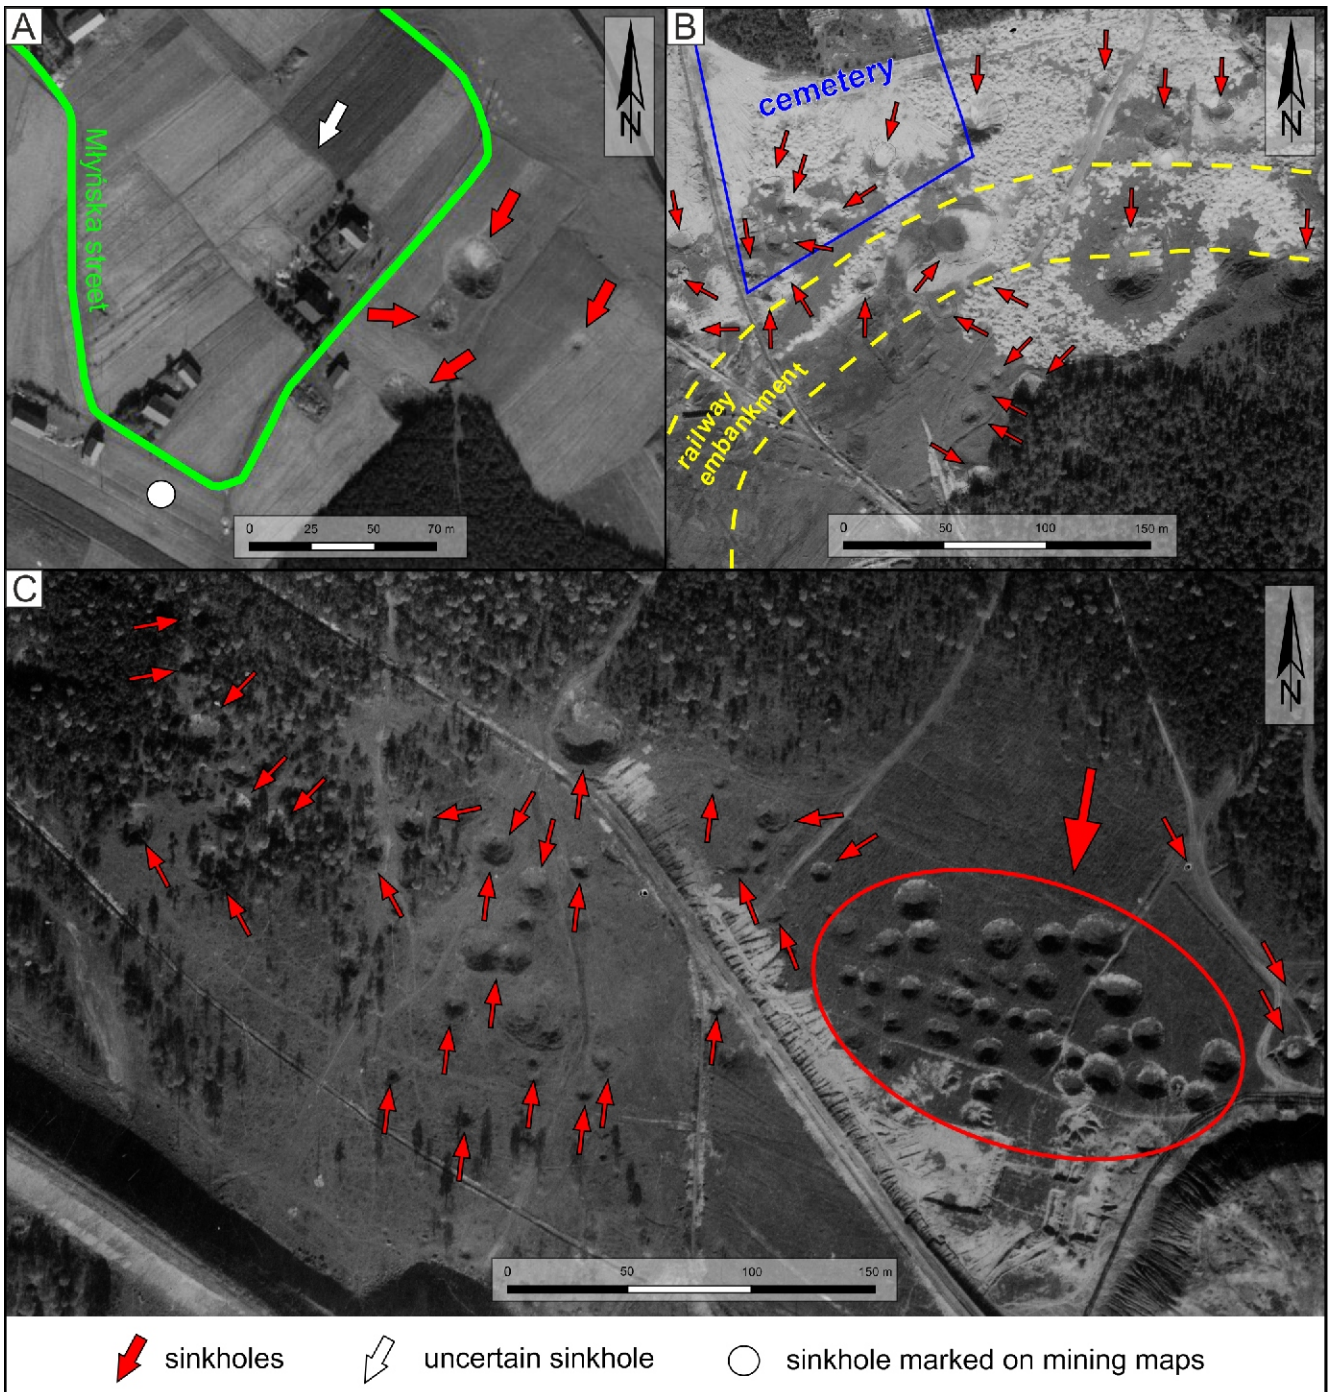 A
N
Młyńska street
0 25 50 70 m
B
cemetery
N
railway
embankment
0 50 100 150 m
C
N
0 50 100 150 m
sinkholes
uncertain sinkhole
sinkhole marked on mining maps